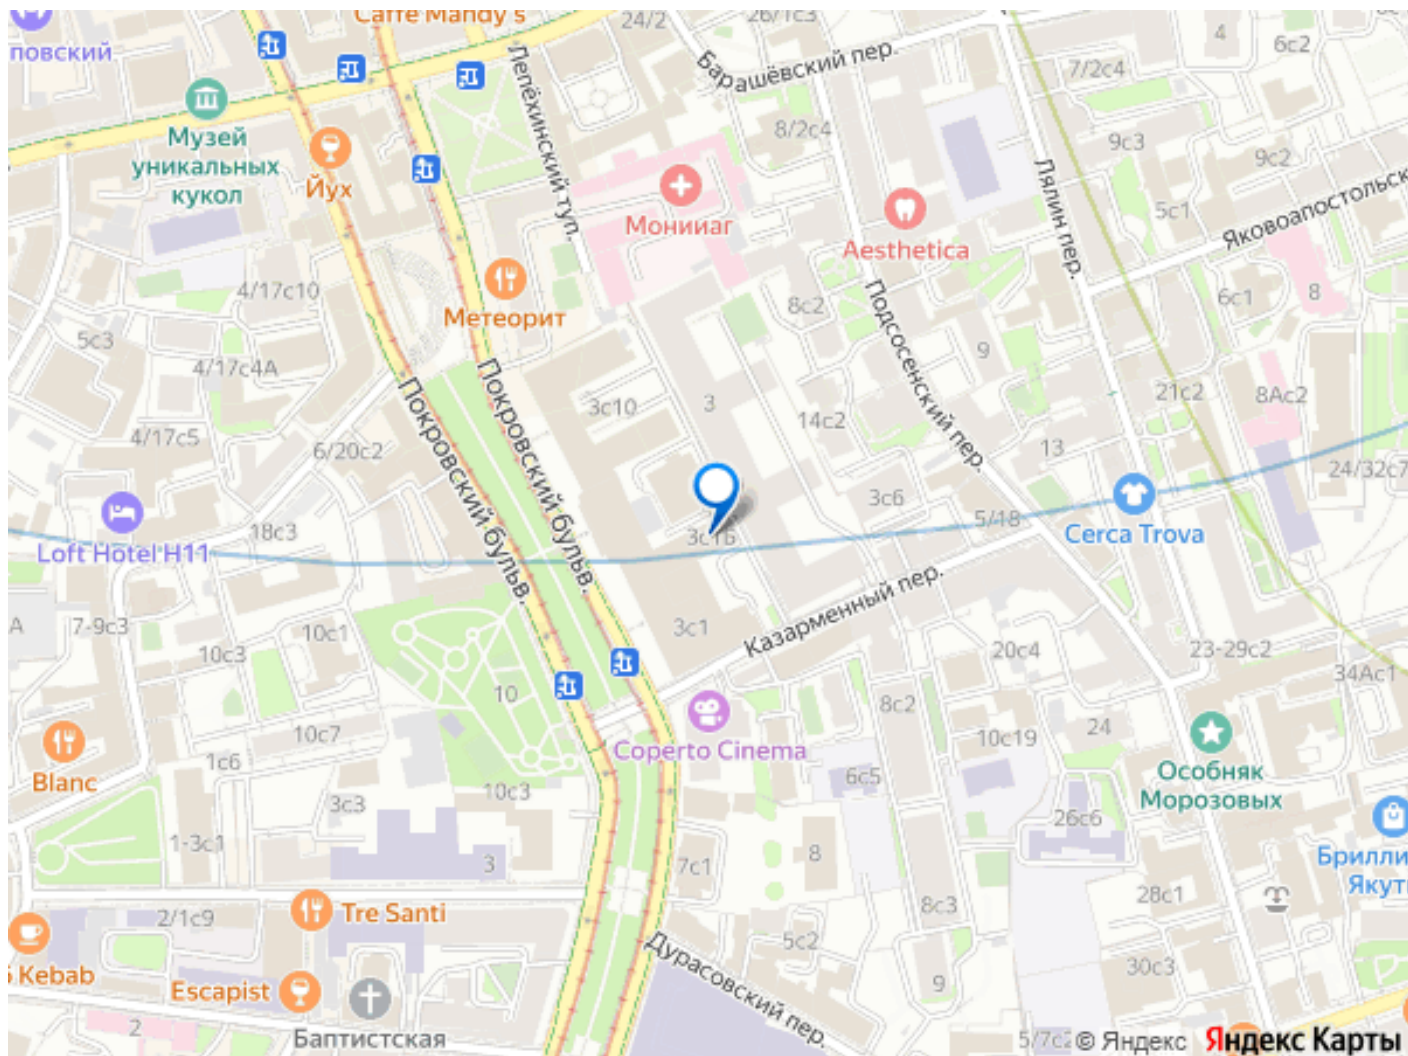 Caffe Mandy's
24/2
26/1с3
4
6с2
повский
Барашёвский пер.
7/2с4
Лепёхинский туп.
Музей
уникальных
кукол
Йух
8/2с4
9с3
9с2
Монииаг
Aesthetica
Лялин пер.
5с1
Яковоапостольск
4/17с10
Метеорит
8с2
Подсосенский пер.
6с1
8
5с3
4/17с4А
9
3с10
3
14с2
21с2
8Ас2
4/17с5
6/20с2
Покровский бульв.
Покровский бульв.
13
24/32с7
3с6
5/18
Cerca Trova
Loft Hotel H11
18с3
3с1б
А
7-9с3
10с1
10с3
3с1
Казарменный пер.
20с4
23-29с2
34Ас1
10
8с2
24
10с7
10с19
Coperto Cinema
1с6
Blanc
6с5
Особняк
Морозовых
10с3
3с3
26с6
1-3с1
3
7с1
8
Брилли
Якут
28с1
2/1с9
Tre Santi
8с3
5с2
Kebab
Escapist
Дурасовский пер.
9
30с3
2
Баптистская
5/7с2
© Яндекс
Яндекс Карты